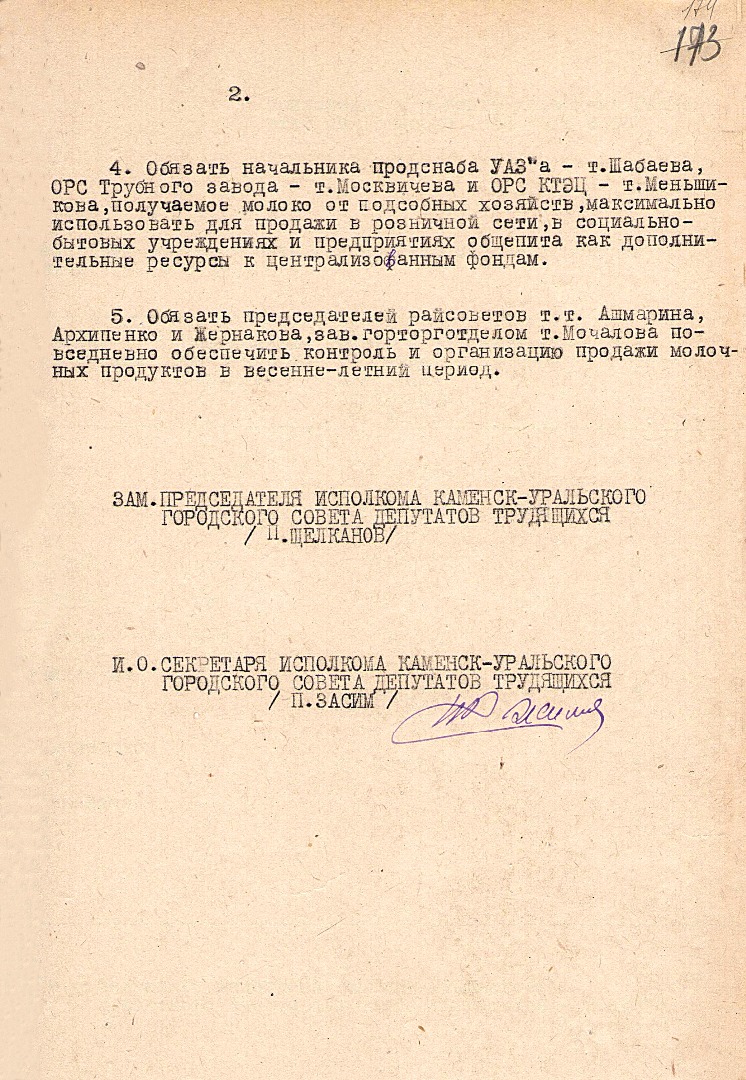 174
173
2.
4. Обязать начальника продснаба УАЗ"а - т.Шабаева,
ОРС Трубного завода - т.Москвичева и ОРС КТЭЦ - т.Меньши-
кова,получаемое молоко от подсобных хозяйств,максимально
использовать для продажи в розничной сети,в социально-
бытовых учреждениях и предприятиях общепита как дополни-
тельные ресурсы к централизованным фондам.
5. Обязать председателей райсоветов т.т. Ашмарина,
Архипенко и Жернакова,зав.горторготделом т.Мочалова по-
вседневно обеспечить контроль и организацию продажи молоч-
ных продуктов в весенне-летний период.
ЗАМ.ПРЕДСЕДАТЕЛЯ ИСПОЛКОМА КАМЕНСК-УРАЛЬСКОГО
ГОРОДСКОГО СОВЕТА ДЕПУТАТОВ ТРУДЯЩИХСЯ
/ П.ЩЕЛКАНОВ/
И.О.СЕКРЕТАРЯ ИСПОЛКОМА КАМЕНСК-УРАЛЬСКОГО
ГОРОДСКОГО СОВЕТА ДЕПУТАТОВ ТРУДЯЩИХСЯ
/ П.ЗАСИМ /